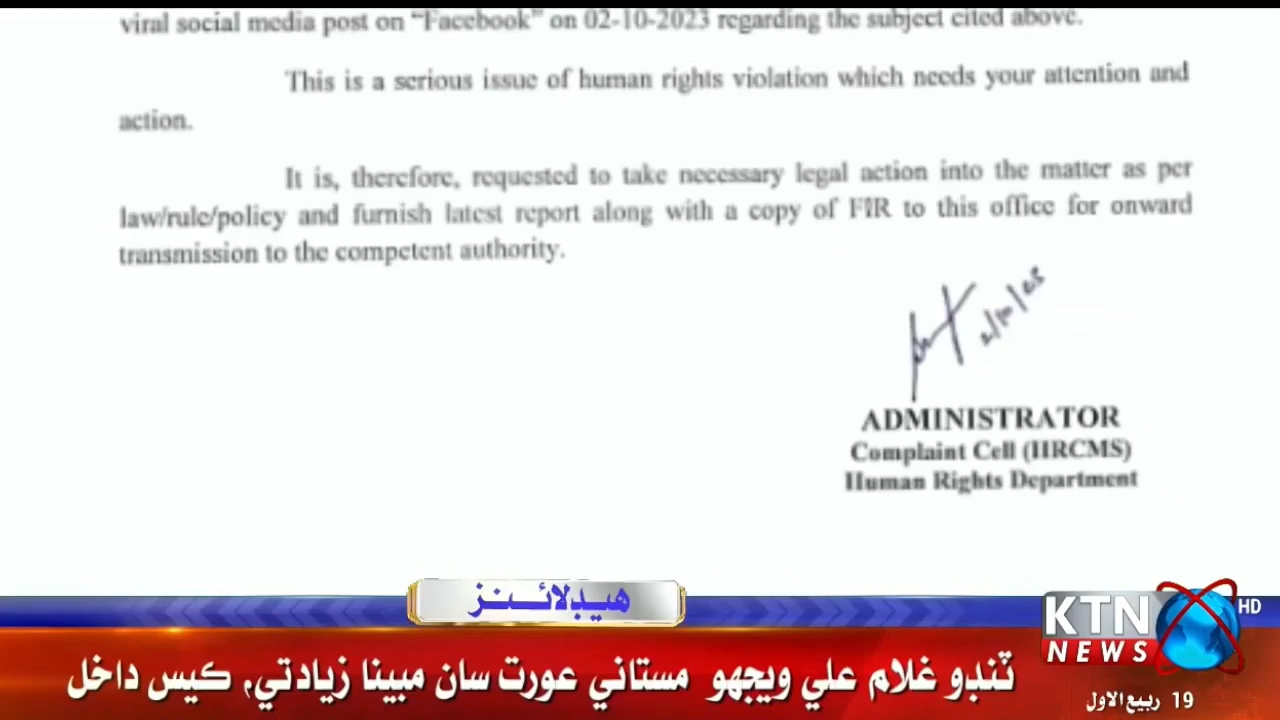 viral social media post on “Facebook” on 02-10-2023 regarding the subject cited above.
This is a serious issue of human rights violation which needs your attention and
action.
It is, therefore, requested to take necessary legal action into the matter as per
law/rule/policy and furnish latest report along with a copy of FIR to this office for onward
transmission to the competent authority.
ADMINISTRATOR
Complaint Cell (HRCMS)
Human Rights Department
هيڊلائينز
KTN HD
NEWS
ٽنڊو غلام علي ويجهو مستاني عورت سان مبينا زيادتي، ڪيس داخل
19 ربيع الاول